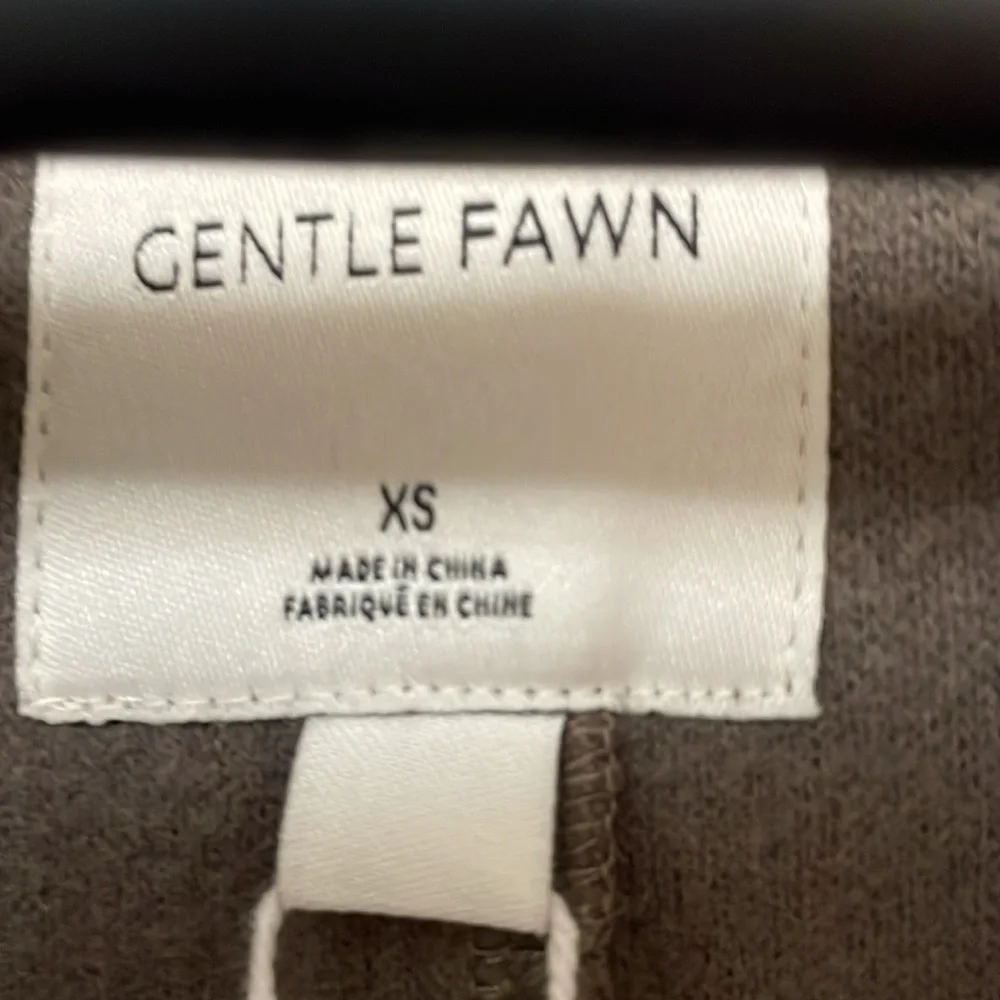 GENTLE FAWN
XS
MADE IN CHINA
FABRIQUÉ EN CHINE